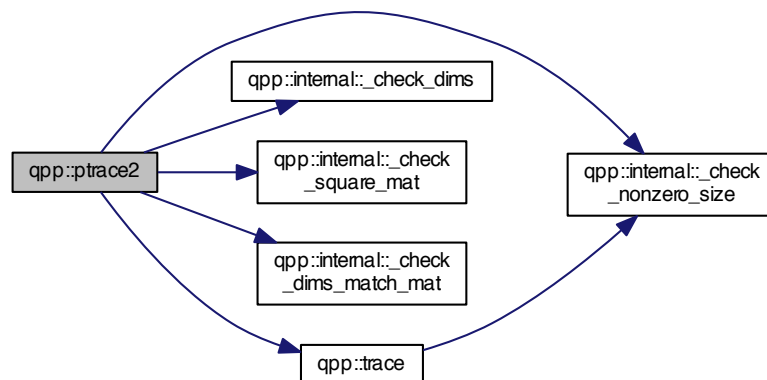 qpp::internal::_check_dims
qpp::ptrace2
qpp::internal::_check
_square_mat
qpp::internal::_check
_nonzero_size
qpp::internal::_check
_dims_match_mat
qpp::trace